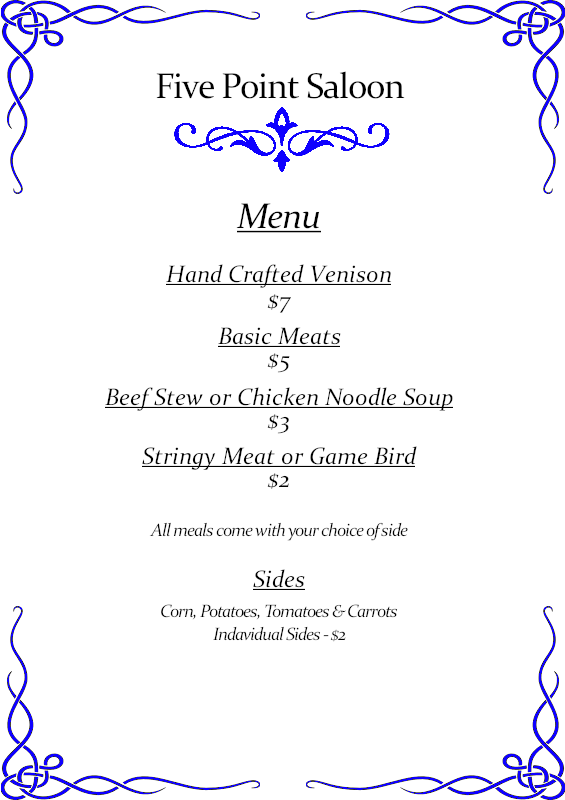 Five Point Saloon
Menu
Hand Crafted Venison
$7
Basic Meats
$5
Beef Stew or Chicken Noodle Soup
$3
Stringy Meat or Game Bird
$2
All meals come with your choice of side
Sides
Corn, Potatoes, Tomatoes & Carrots
Indavidual Sides - $2